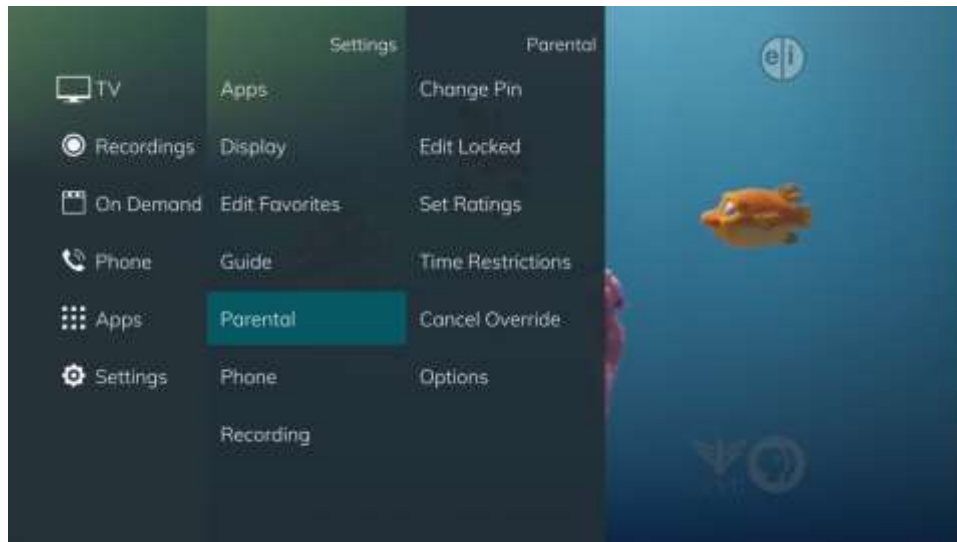 Settings
Parental
TV
Recordings
On Demand
Phone
Apps
Settings
Apps
Display
Edit Favorites
Guide
Parental
Phone
Recording
Change Pin
Edit Locked
Set Ratings
Time Restrictions
Cancel Override
Options
e i